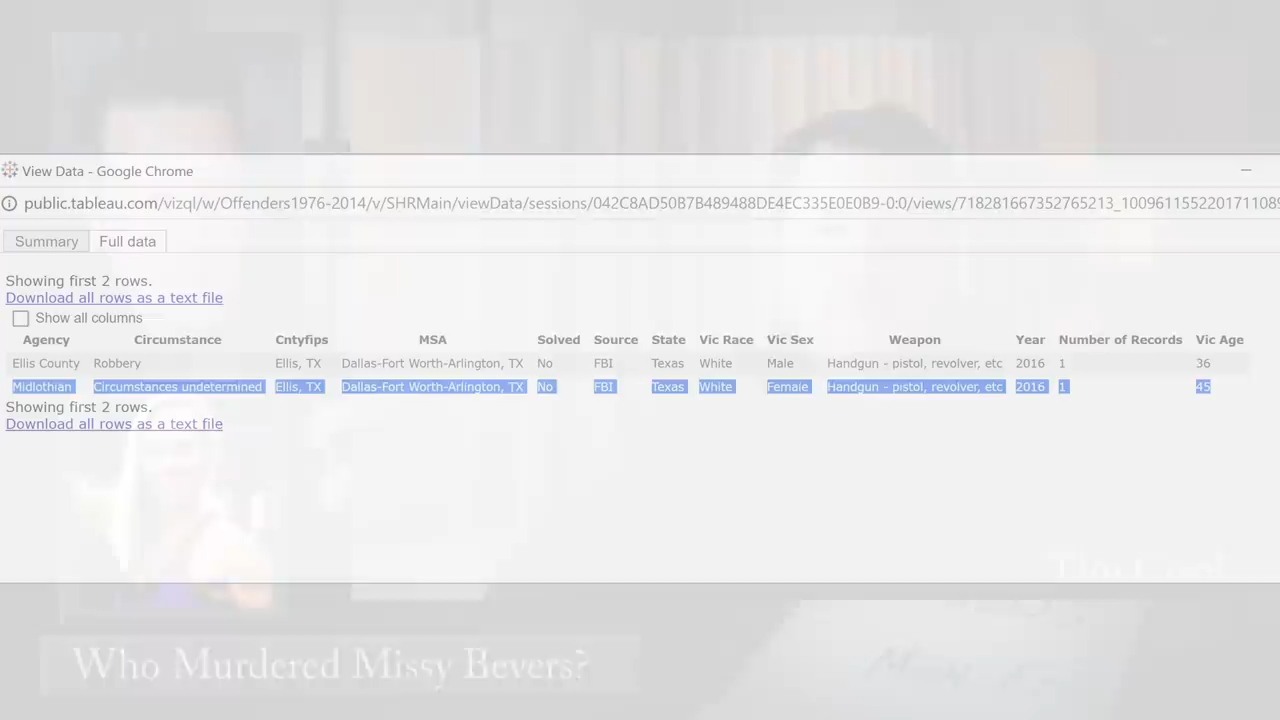 View Data - Google Chrome
public.tableau.com/vizql/w/Offenders1976-2014/v/SHRMain/viewData/sessions/042C8AD50B7B489488DE4EC335E0E0B9-0:0/views/718281667352765213_1009611552201711089
Summary Full data
Showing first 2 rows.
Download all rows as a text file
Show all columns
Agency Circumstance Cntyfips MSA Solved Source State Vic Race Vic Sex Weapon Year Number of Records Vic Age
Ellis County Robbery Ellis, TX Dallas-Fort Worth-Arlington, TX No FBI Texas White Male Handgun - pistol, revolver, etc 2016 1 36
Midlothian Circumstances undetermined Ellis, TX Dallas-Fort Worth-Arlington, TX No FBI Texas White Female Handgun - pistol, revolver, etc 2016 1 45
Showing first 2 rows.
Download all rows as a text file
Who Murdered Missy Bevers?